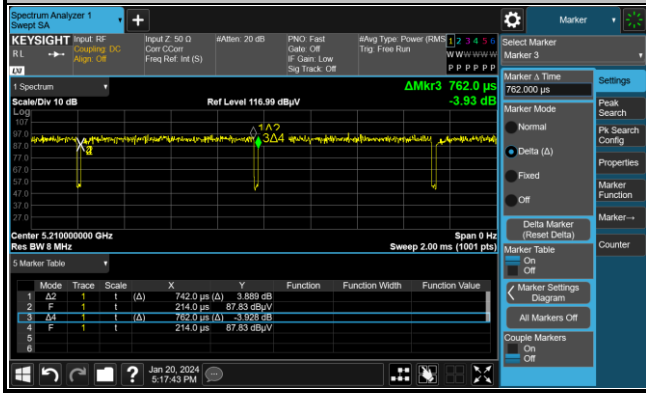 Spectrum Analyzer 1
Swept SA
+
Marker
KEYSIGHT Input: RF Input Z: 50 Ω #Atten: 20 dB PNO: Fast #Avg Type: Power (RMS 1 2 3 4 5 6
RL Coupling: DC Corr CCorr Gate: Off Trig: Free Run W W W W W W
Align: Off Freq Ref: Int (S) IF Gain: Low P P P P P P
Sig Track: Off
LXI
Select Marker
Marker 3
1 Spectrum
ΔMkr3 762.0 µs
Scale/Div 10 dB Ref Level 116.99 dBµV -3.93 dB
Log
107
97.0
87.0
77.0
67.0
57.0
47.0
37.0
27.0
1Δ2
3Δ4
Center 5.210000000 GHz Span 0 Hz
Res BW 8 MHz Sweep 2.00 ms (1001 pts)
5 Marker Table
Mode Trace Scale X Y Function Function Width Function Value
1 Δ2 1 t (Δ) 742.0 µs (Δ) 3.889 dB
2 F 1 t 214.0 µs 87.83 dBµV
3 Δ4 1 t (Δ) 762.0 µs (Δ) -3.928 dB
4 F 1 t 214.0 µs 87.83 dBµV
5
6
Marker Δ Time
762.000 µs
Marker Mode
Normal
Delta (Δ)
Fixed
Off
Delta Marker
(Reset Delta)
Marker Table
On
Off
Marker Settings
Diagram
All Markers Off
Couple Markers
On
Off
Settings
Peak
Search
Pk Search
Config
Properties
Marker
Function
Marker→
Counter
? Jan 20, 2024
5:17:43 PM